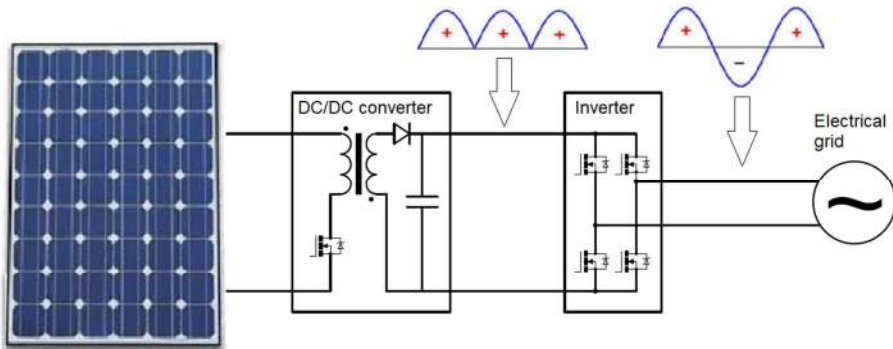 + + +
+ - +
DC/DC converter
Inverter
Electrical
grid